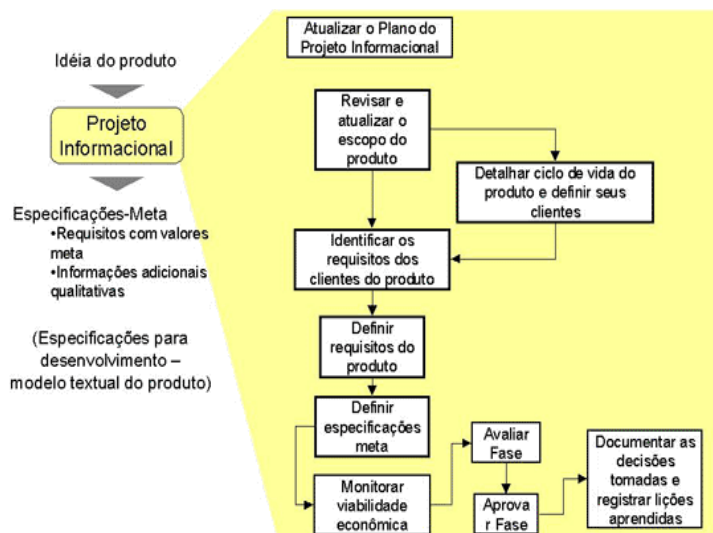 Idéia do produto
Projeto
Informacional
Especificações-Meta
•Requisitos com valores
meta
•Informações adicionais
qualitativas
(Especificações para
desenvolvimento –
modelo textual do produto)
Atualizar o Plano do
Projeto Informacional
Revisar e
atualizar o
escopo do
produto
Detalhar ciclo de vida do
produto e definir seus
clientes
Identificar os
requisitos dos
clientes do produto
Definir
requisitos do
produto
Definir
especificações
meta
Monitorar
viabilidade
econômica
Avaliar
Fase
Aprova
r Fase
Documentar as
decisões
tomadas e
registrar lições
aprendidas